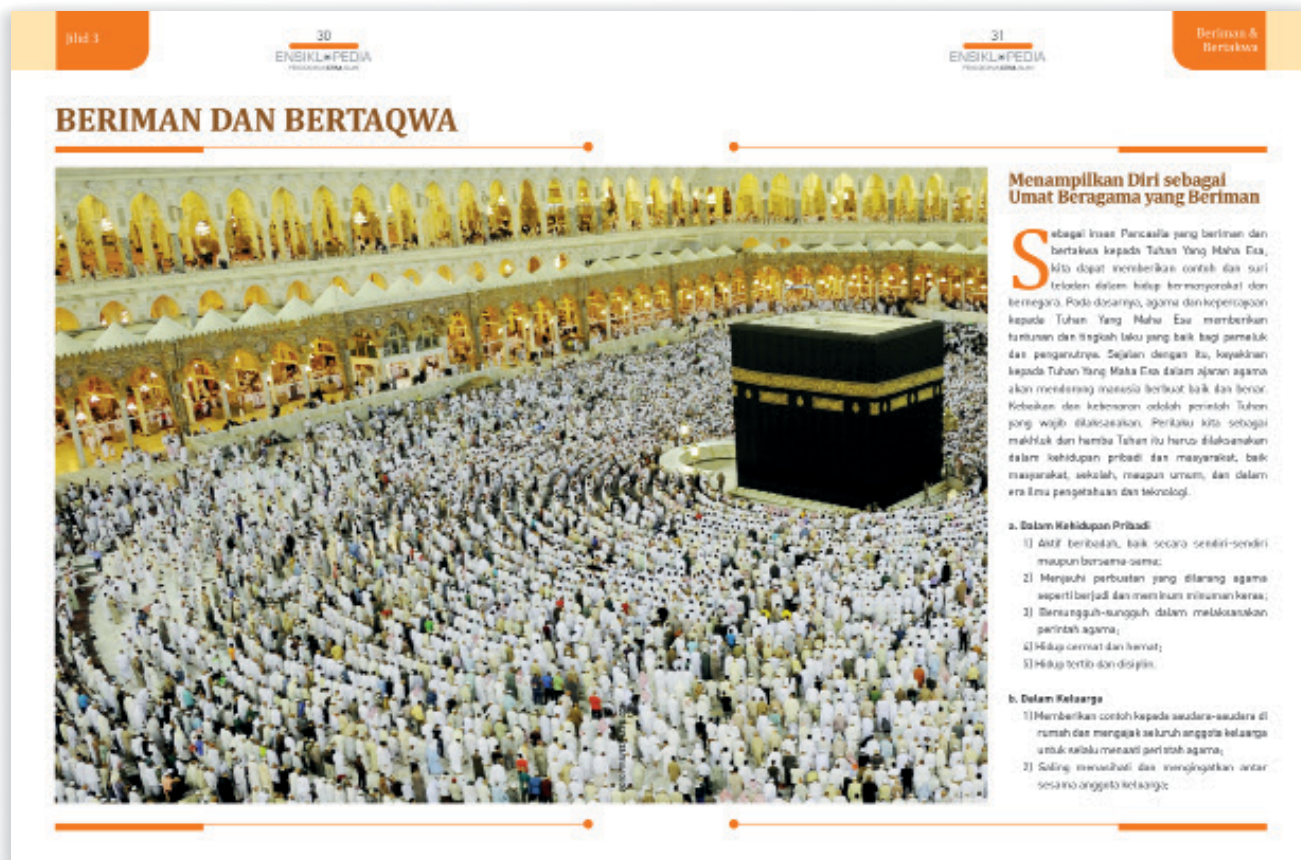 Jilid 3
30
ENSIKLOPEDIA
31
ENSIKLOPEDIA
Beriman &
Bertakwa
BERIMAN DAN BERTAQWA
Menampilkan Diri sebagai
Umat Beragama yang Beriman
Sebagai Insan Pancasila yang beriman dan
bertakwa kepada Tuhan Yang Maha Esa,
kita dapat memberikan contoh dan suri
teladan dalam hidup bermasyarakat dan
bernegara. Pada dasarnya, agama dan kepercayaan
kepada Tuhan Yang Maha Esa memberikan
tuntunan dan tingkah laku yang baik bagi pemeluk
dan penganutnya. Sejalan dengan itu, keyakinan
kepada Tuhan Yang Maha Esa dalam ajaran agama
akan mendorong manusia berbuat baik dan benar.
Kebaikan dan kebenaran adalah perintah Tuhan
yang wajib dilaksanakan. Perilaku kita sebagai
makhluk dan hamba Tuhan itu harus dilaksanakan
dalam kehidupan pribadi dan masyarakat, baik
masyarakat, sekolah, maupun umum, dan dalam
era ilmu pengetahuan dan teknologi.
a. Dalam Kehidupan Pribadi
1) Aktif beribadah, baik secara sendiri-sendiri
maupun bersama-sama;
2) Menjauhi perbuatan yang dilarang agama
seperti berjudi dan meminum minuman keras;
3) Bersungguh-sungguh dalam melaksanakan
perintah agama;
4) Hidup cermat dan hemat;
5) Hidup tertib dan disiplin.
b. Dalam Keluarga
1) Memberikan contoh kepada saudara-saudara di
rumah dan mengajak seluruh anggota keluarga
untuk selalu menaati perintah agama;
2) Saling menasihati dan mengingatkan antar
sesama anggota keluarga;